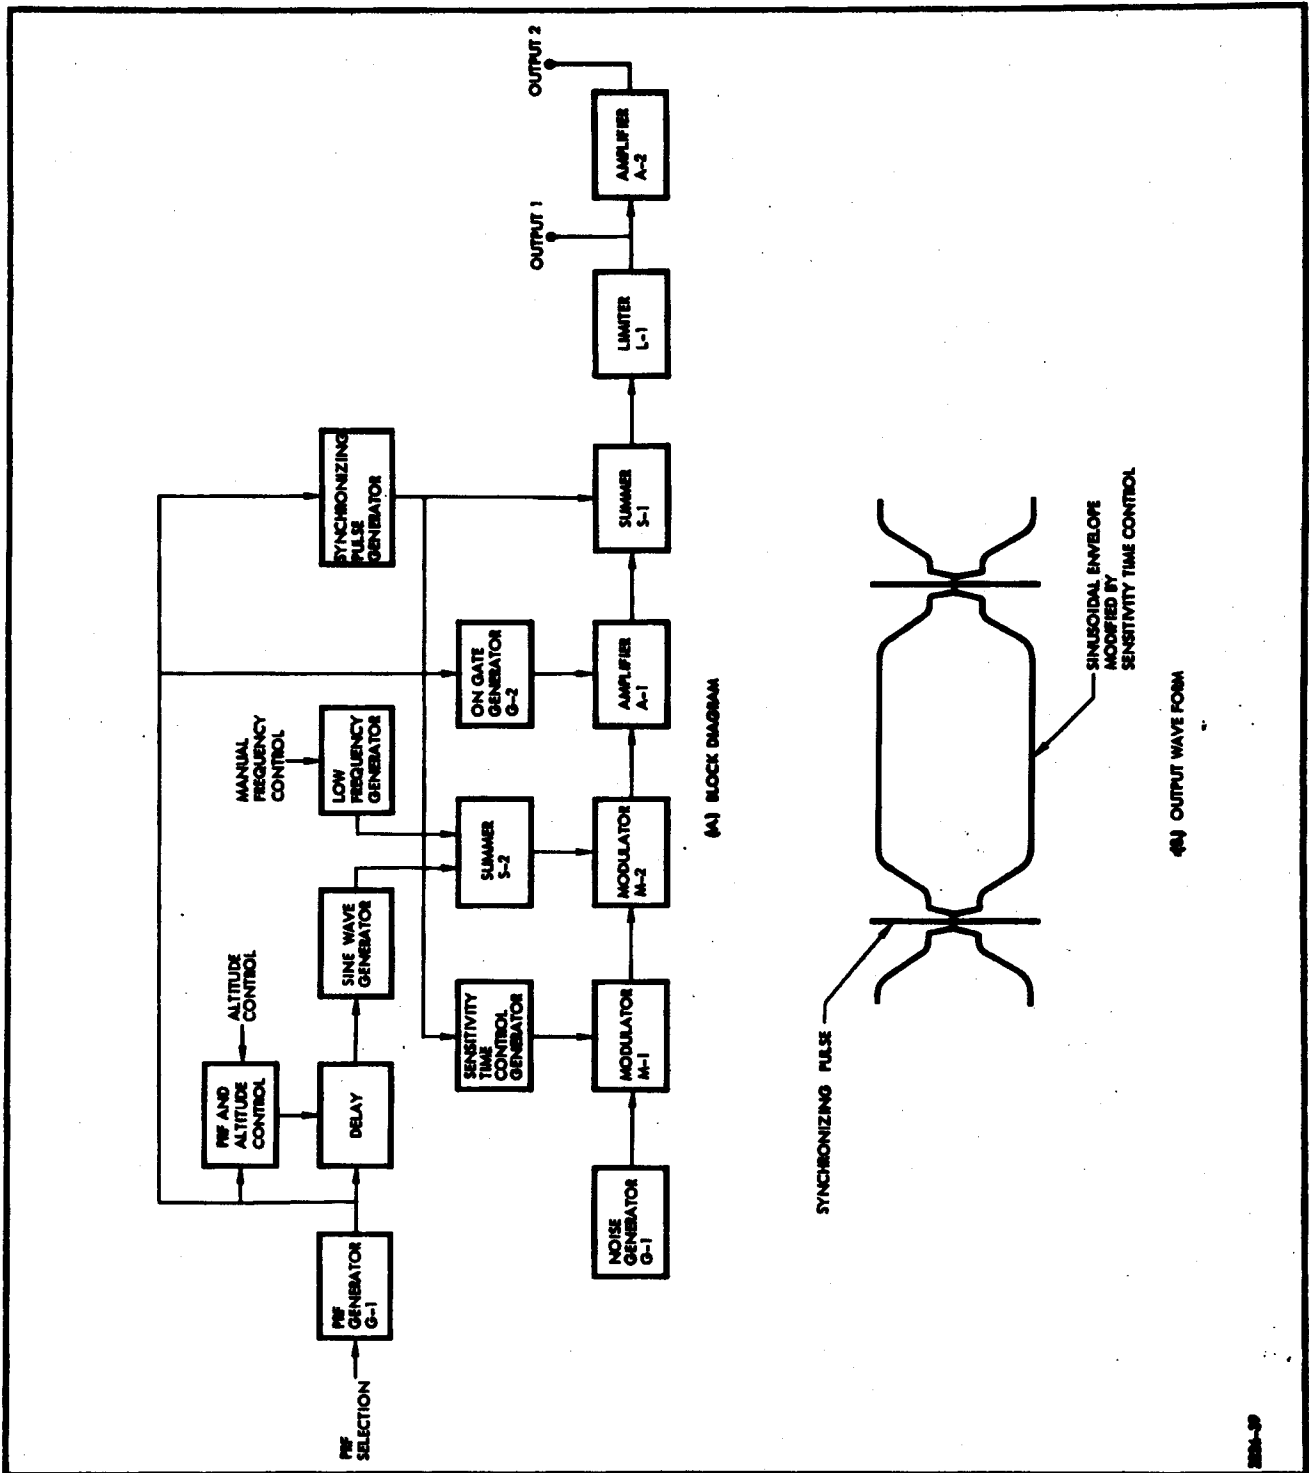 PRF
SELECTION
PRF
GENERATOR
G-1
PRF AND
ALTITUDE
CONTROL
ALTITUDE
CONTROL
DELAY
SINE WAVE
GENERATOR
MANUAL
FREQUENCY
CONTROL
LOW
FREQUENCY
GENERATOR
SYNCHRONIZING
PULSE
GENERATOR
SENSITIVITY
TIME
CONTROL
GENERATOR
SUMMER
S-2
ON GATE
GENERATOR
G-2
NOISE
GENERATOR
G-1
MODULATOR
M-1
MODULATOR
M-2
AMPLIFIER
A-1
SUMMER
S-1
LIMITER
L-1
OUTPUT 1
AMPLIFIER
A-2
OUTPUT 2
(A) BLOCK DIAGRAM
SYNCHRONIZING PULSE
SINUSOIDAL ENVELOPE
MODIFIED BY
SENSITIVITY TIME CONTROL
(B) OUTPUT WAVE FORM